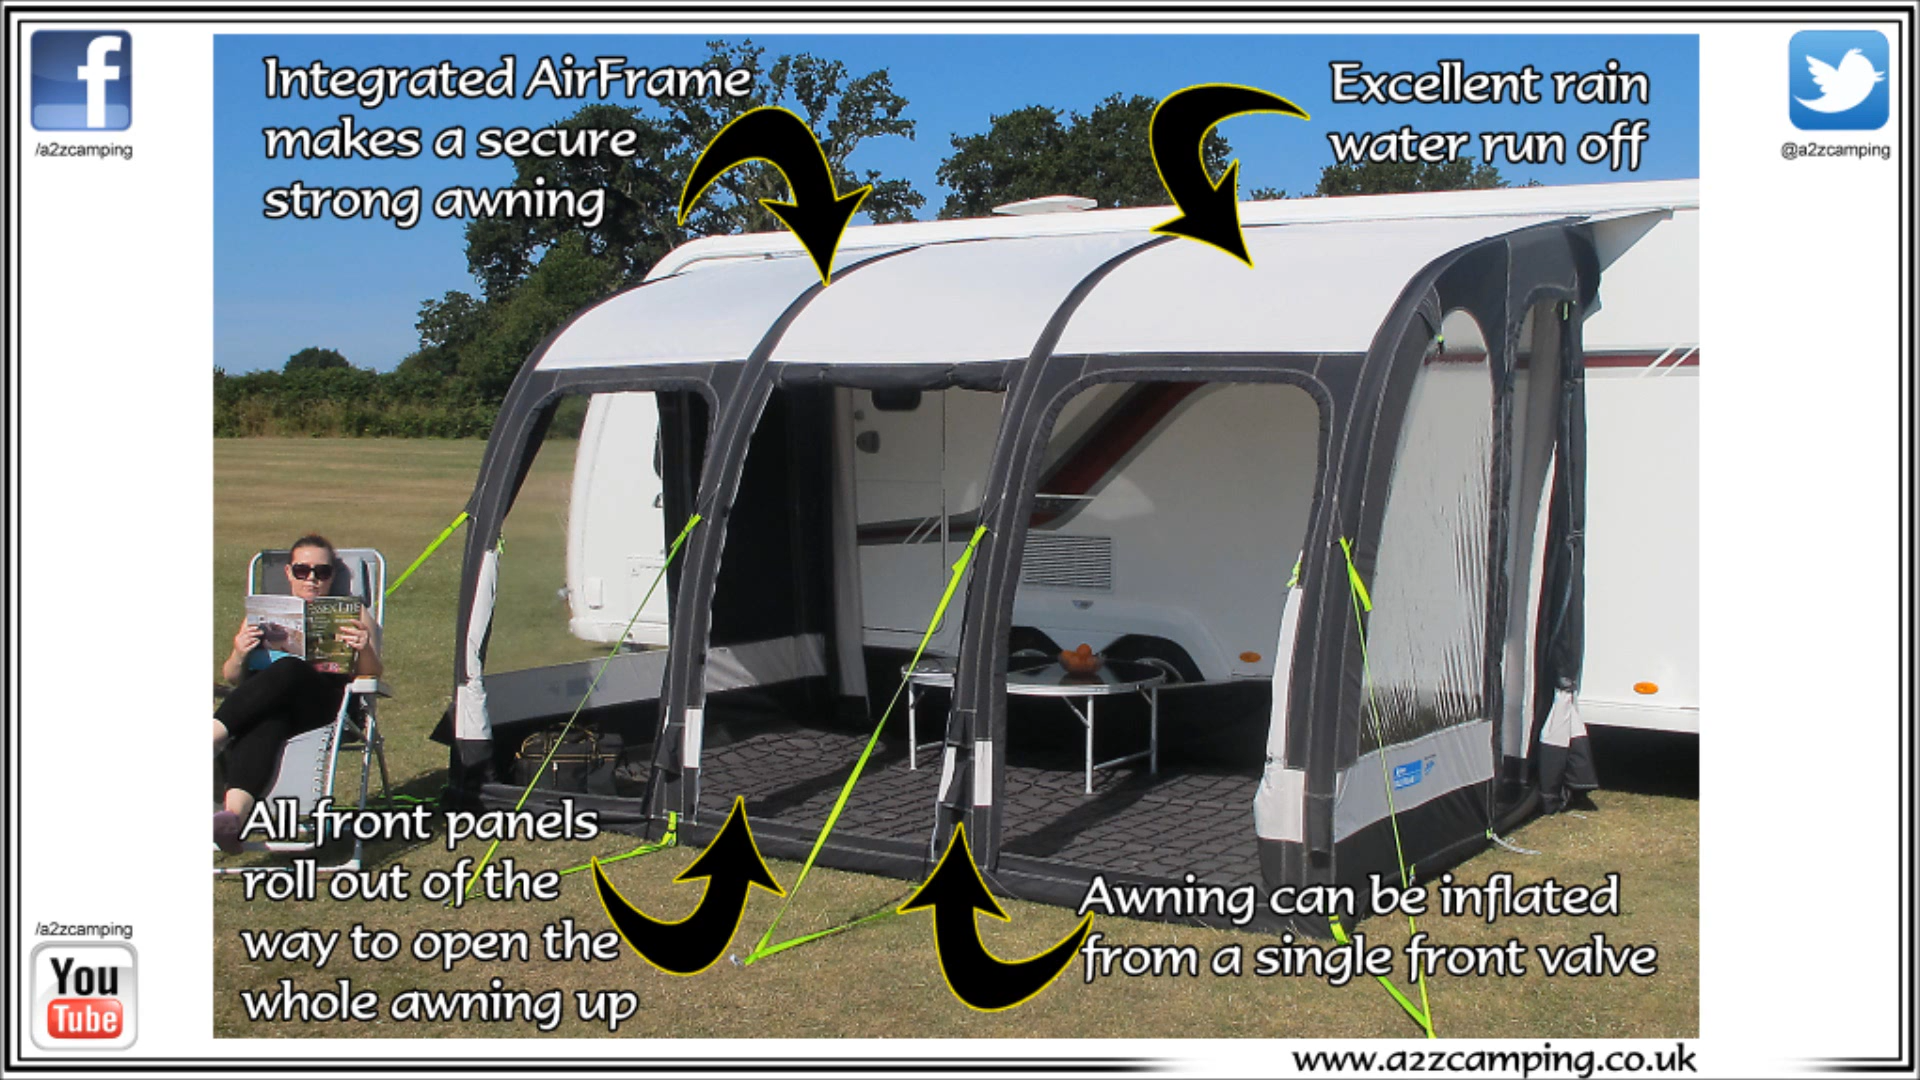 Integrated AirFrame
makes a secure
strong awning
Excellent rain
water run off
/a2zcamping
@a2zcamping
ESSEX LIFE
All front panels
roll out of the
way to open the
whole awning up
Awning can be inflated
from a single front valve
/a2zcamping
You
Tube
www.a2zcamping.co.uk